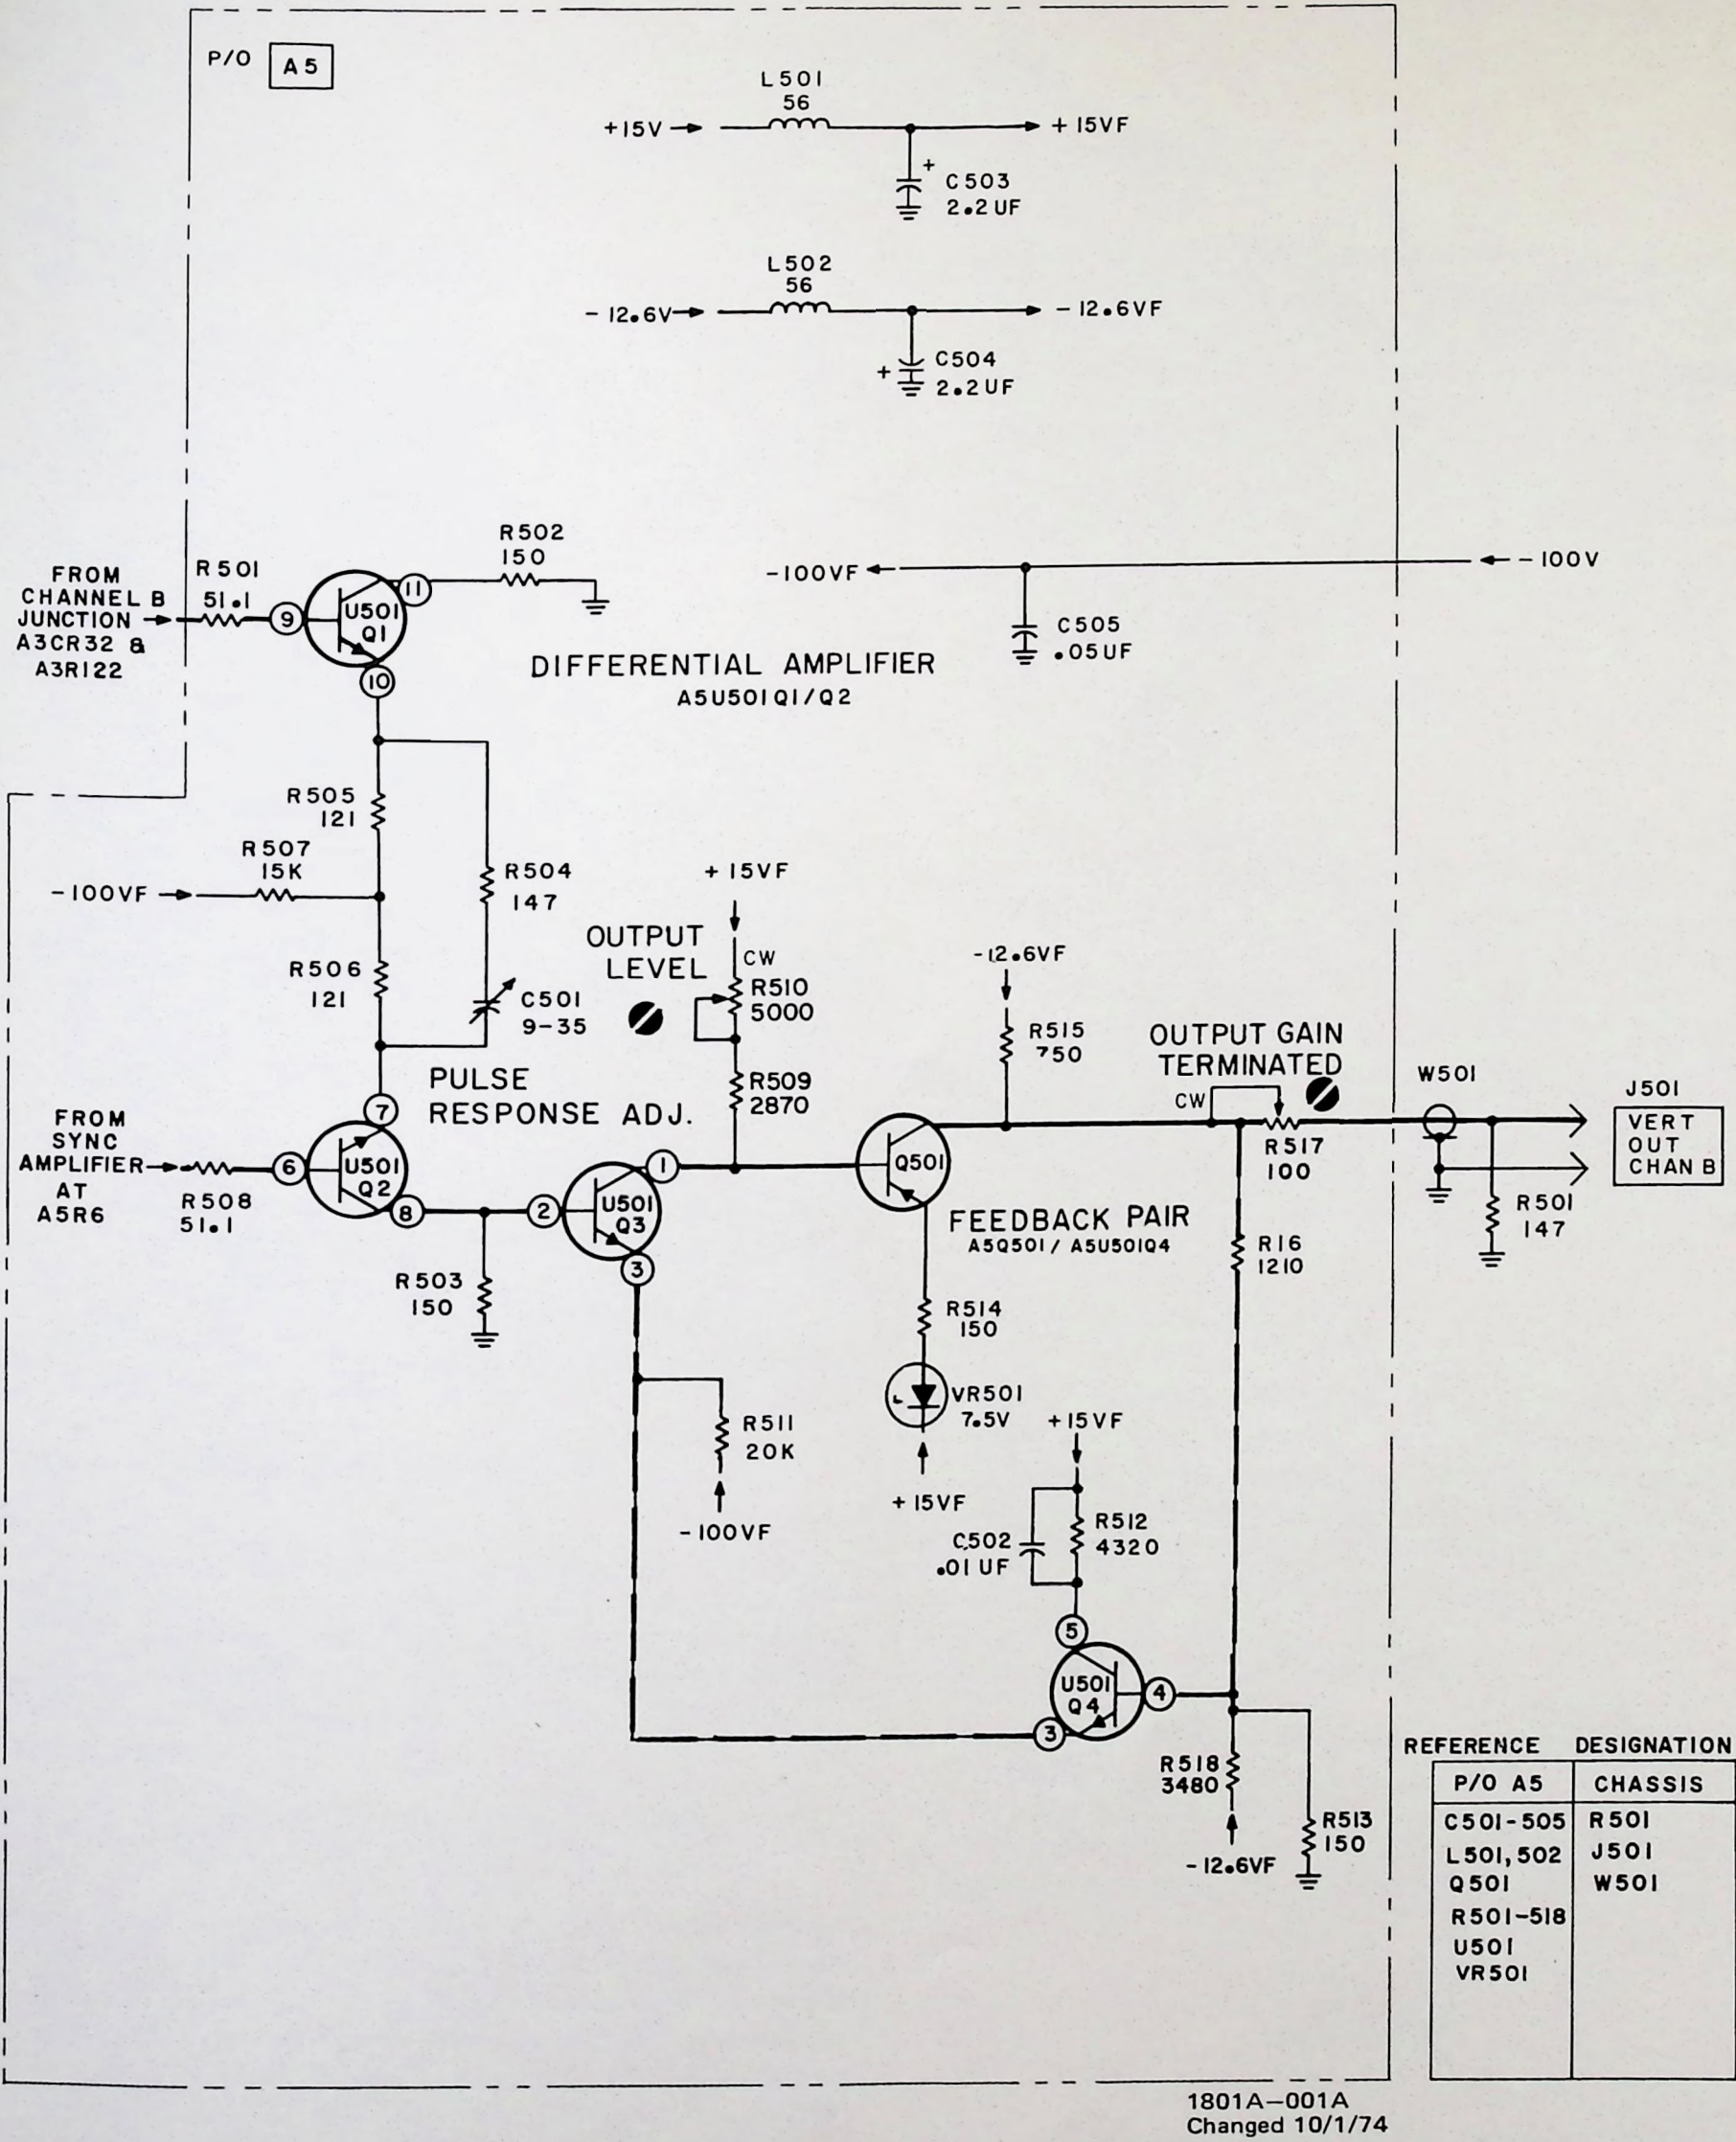 P/O A5
L501
56
+15V
+15VF
+
C503
2.2UF
L502
56
-12.6V
-12.6VF
+
C504
2.2UF
R502
150
-100VF
-100V
C505
.05UF
FROM
CHANNEL B
JUNCTION
A3CR32 &
A3R122
R501
51.1
9
U501
Q1
11
10
DIFFERENTIAL AMPLIFIER
A5U501Q1/Q2
R505
121
R507
15K
-100VF
R504
147
R506
121
C501
9-35
OUTPUT
LEVEL
+15VF
CW
R510
5000
R509
2870
PULSE
RESPONSE ADJ.
-12.6VF
R515
750
OUTPUT GAIN
TERMINATED
CW
R517
100
W501
J501
VERT
OUT
CHAN B
R501
147
FROM
SYNC
AMPLIFIER
AT
A5R6
R508
51.1
6
7
U501
Q2
8
R503
150
2
U501
Q3
1
3
Q501
FEEDBACK PAIR
A5Q501/A5U501Q4
R16
1210
R514
150
VR501
7.5V
+15VF
R511
20K
-100VF
+15VF
C502
.01UF
R512
4320
5
U501
Q4
4
3
R518
3480
-12.6VF
R513
150
REFERENCE DESIGNATION
P/O A5 CHASSIS
C501-505 R501
L501,502 J501
Q501 W501
R501-518
U501
VR501
1801A-001A
Changed 10/1/74